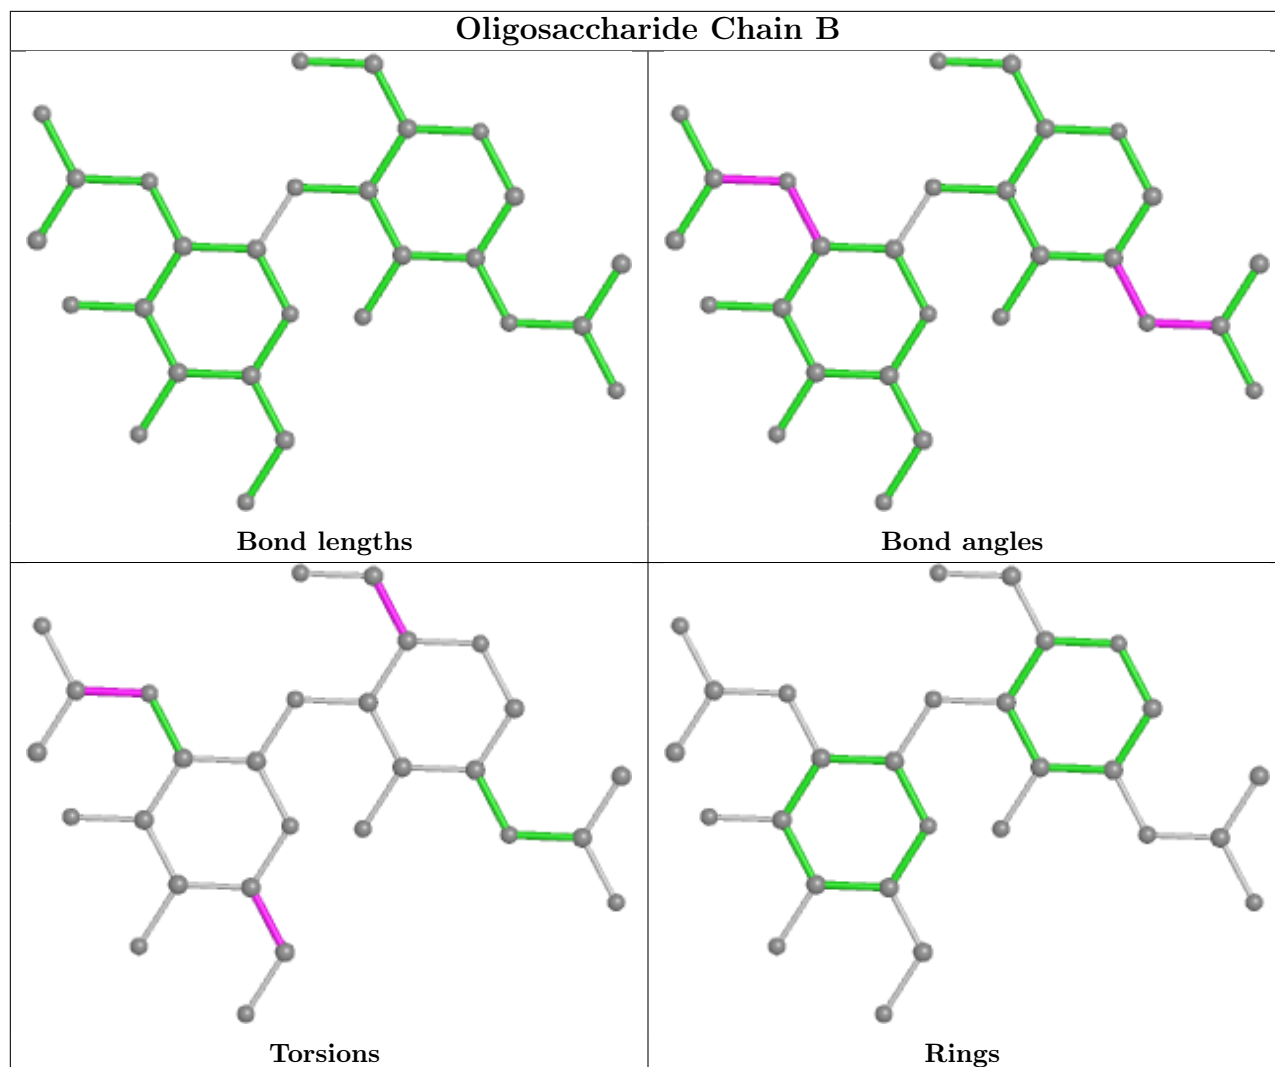 Oligosaccharide Chain B
Bond lengths
Bond angles
Torsions
Rings